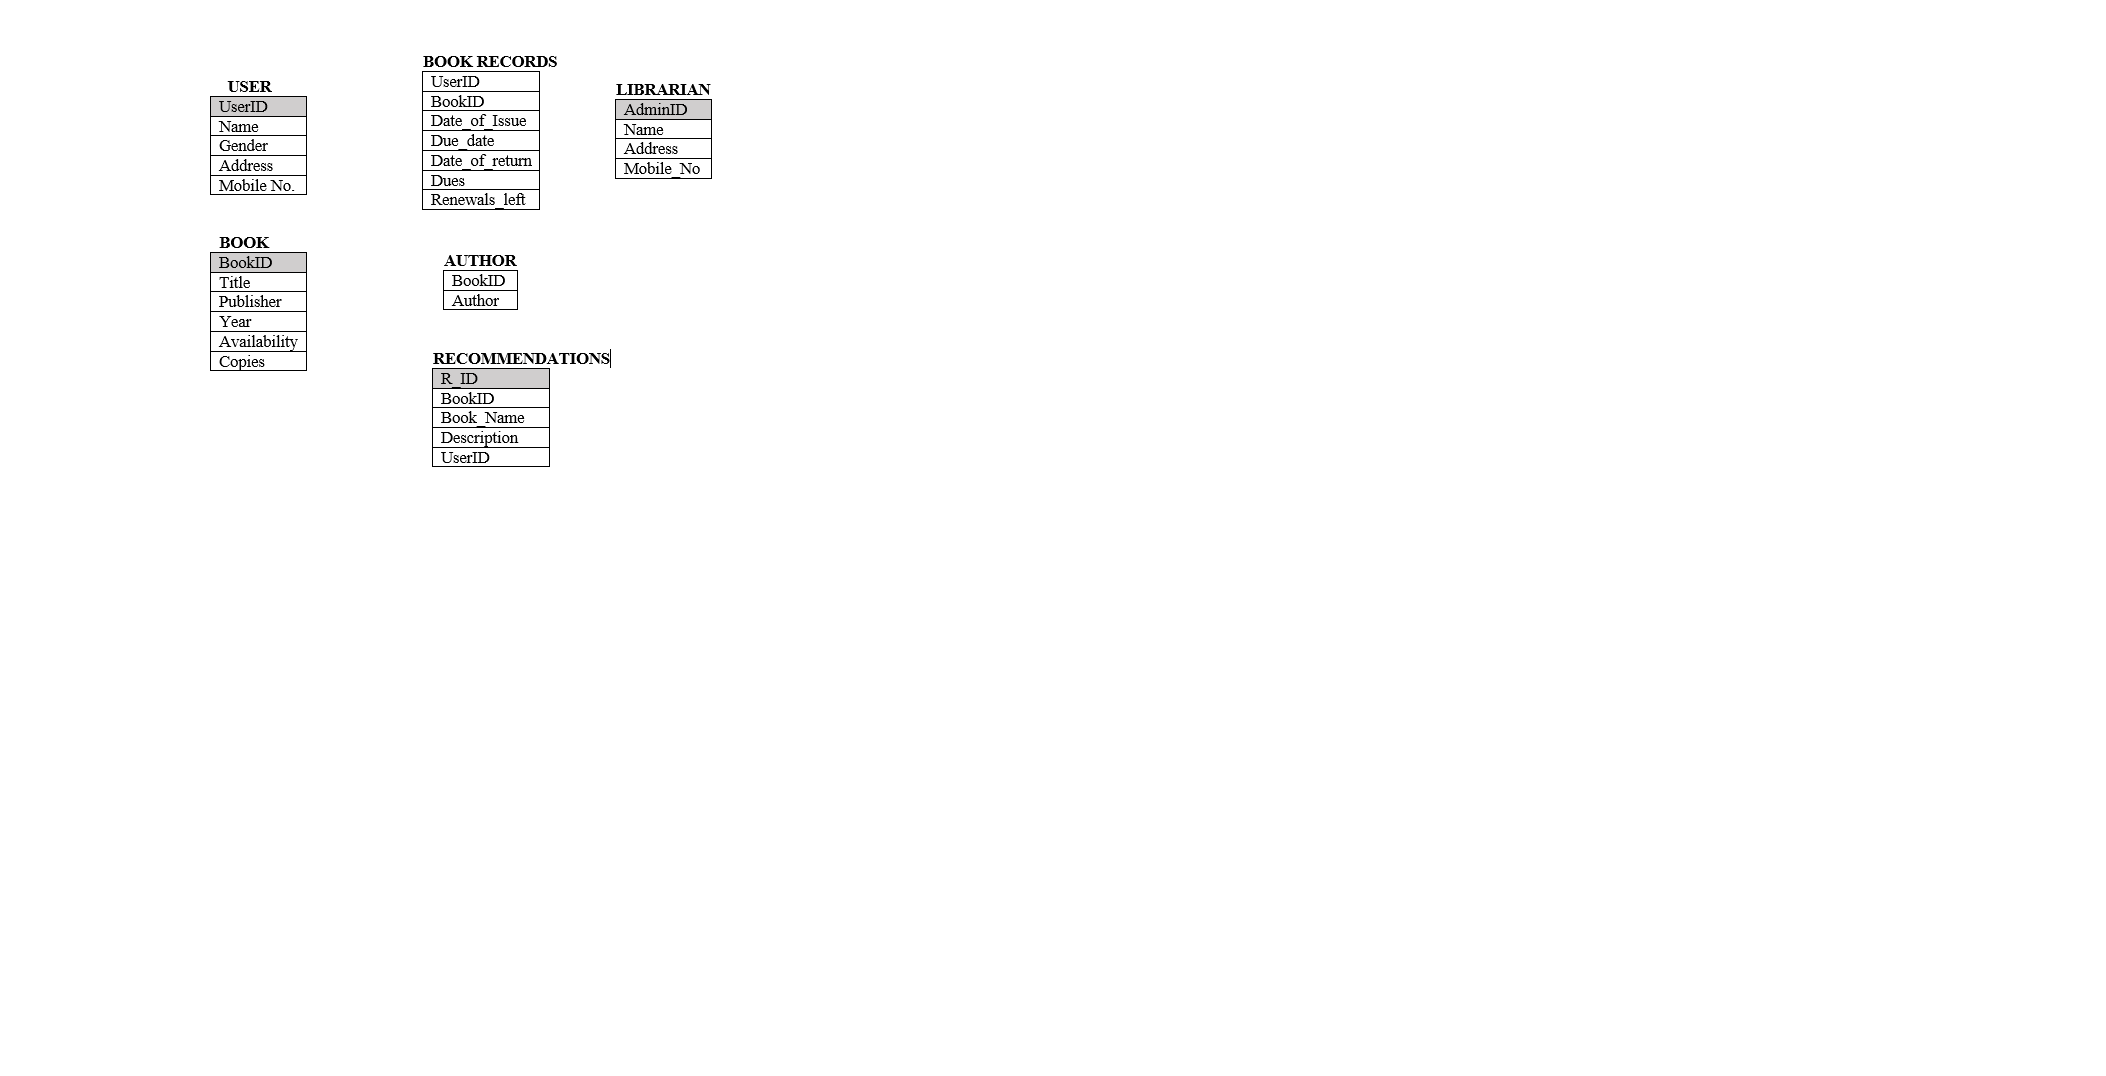 USER
UserID
Name
Gender
Address
Mobile No.
BOOK RECORDS
UserID
BookID
Date_of_Issue
Due_date
Date_of_return
Dues
Renewals_left
LIBRARIAN
AdminID
Name
Address
Mobile_No
BOOK
BookID
Title
Publisher
Year
Availability
Copies
AUTHOR
BookID
Author
RECOMMENDATIONS
R_ID
BookID
Book_Name
Description
UserID